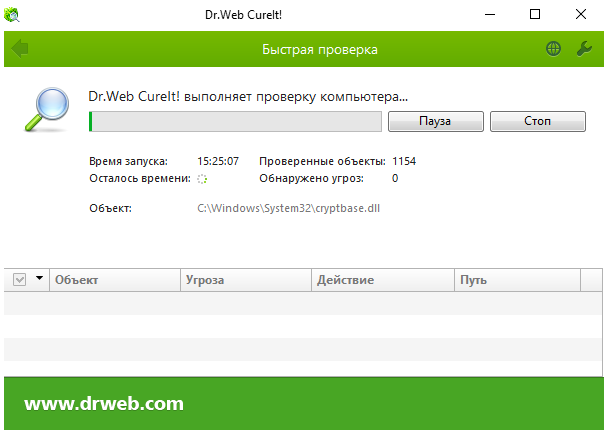 Dr.Web CureIt!
Быстрая проверка
Dr.Web CureIt! выполняет проверку компьютера...
Пауза Стоп
Время запуска: 15:25:07 Проверенные объекты: 1154
Осталось времени: Обнаружено угроз: 0
Объект: C:\Windows\System32\cryptbase.dll
Объект Угроза Действие Путь
www.drweb.com